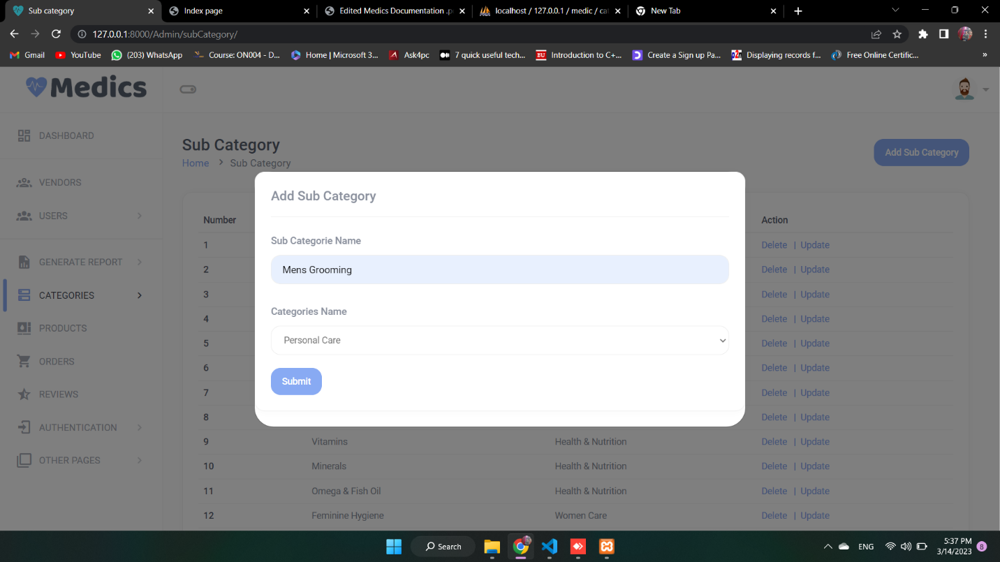 Sub category
Index page
Edited Medics Documentation .p
localhost / 127.0.0.1 / medic / ca
New Tab
127.0.0.1:8000/Admin/subCategory/
Gmail
YouTube
(203) WhatsApp
Course: ON004 - D...
Home | Microsoft 3...
Ask4pc
7 quick useful tech...
Introduction to C+...
Create a Sign up Pa...
Displaying records f...
Free Online Certific...
»
Medics
DASHBOARD
VENDORS
USERS
GENERATE REPORT
CATEGORIES
PRODUCTS
ORDERS
REVIEWS
AUTHENTICATION
OTHER PAGES
Sub Category
Home > Sub Category
Add Sub Category
Number Action
1 Delete | Update
2 Delete | Update
3 Delete | Update
4 Delete | Update
5 Delete | Update
6 Delete | Update
7 Delete | Update
8 Delete | Update
9 Vitamins Health & Nutrition Delete | Update
10 Minerals Health & Nutrition Delete | Update
11 Omega & Fish Oil Health & Nutrition Delete | Update
12 Feminine Hygiene Women Care Delete | Update
Add Sub Category
Sub Categorie Name
Mens Grooming
Categories Name
Personal Care
Submit
Search
ENG
5:37 PM
3/14/2023
8